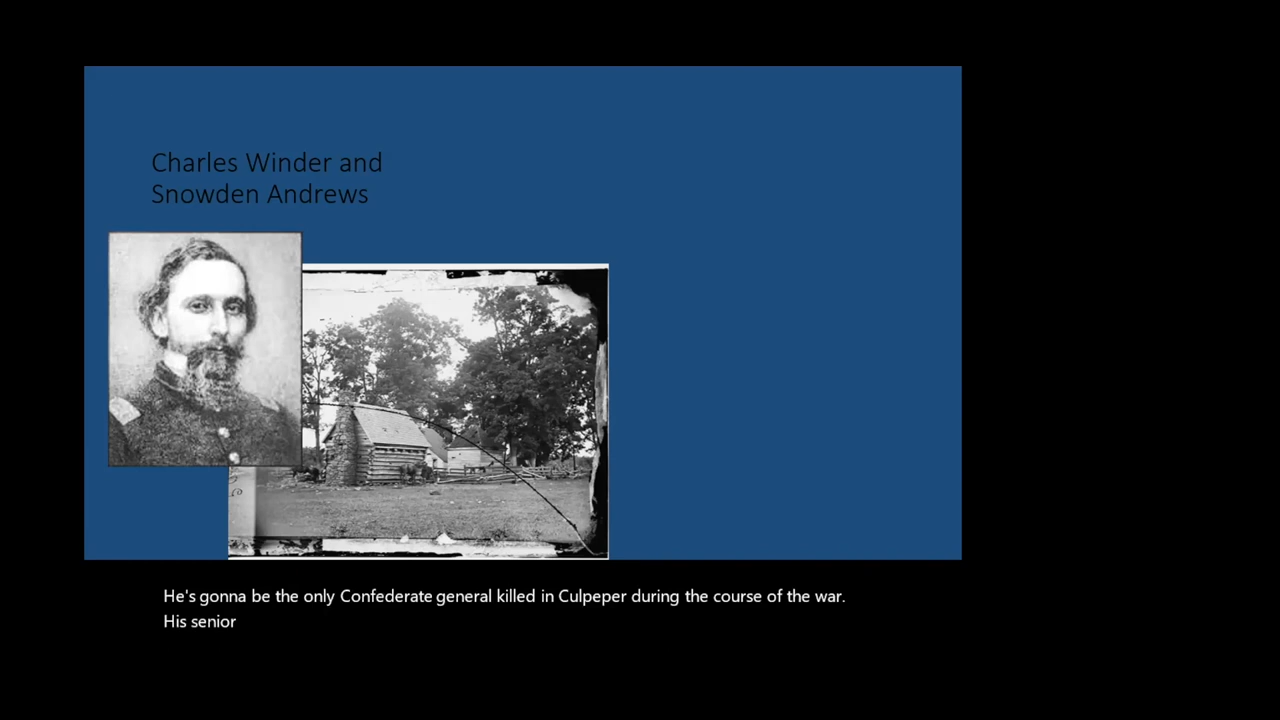 Charles Winder and
Snowden Andrews
He's gonna be the only Confederate general killed in Culpeper during the course of the war.
His senior